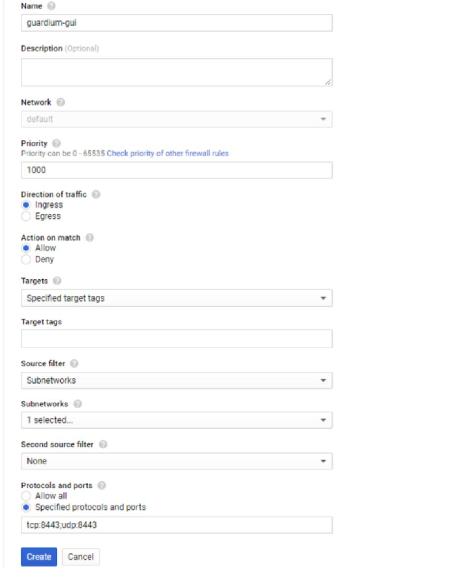 Name
guardium-gui
Description (Optional)
Network
default
Priority
Priority can be 0 - 65535 Check priority of other firewall rules
1000
Direction of traffic
Ingress
Egress
Action on match
Allow
Deny
Targets
Specified target tags
Target tags
Source filter
Subnetworks
Subnetworks
1 selected...
Second source filter
None
Protocols and ports
Allow all
Specified protocols and ports
tcp:8443;udp:8443
Create Cancel